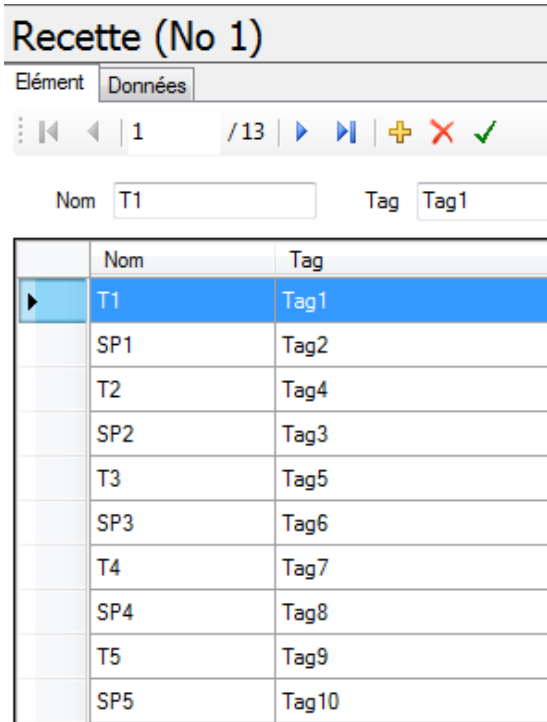 Recette (No 1)
Elément Données
1 /13
Nom T1 Tag Tag1
Nom Tag
T1 Tag1
SP1 Tag2
T2 Tag4
SP2 Tag3
T3 Tag5
SP3 Tag6
T4 Tag7
SP4 Tag8
T5 Tag9
SP5 Tag10